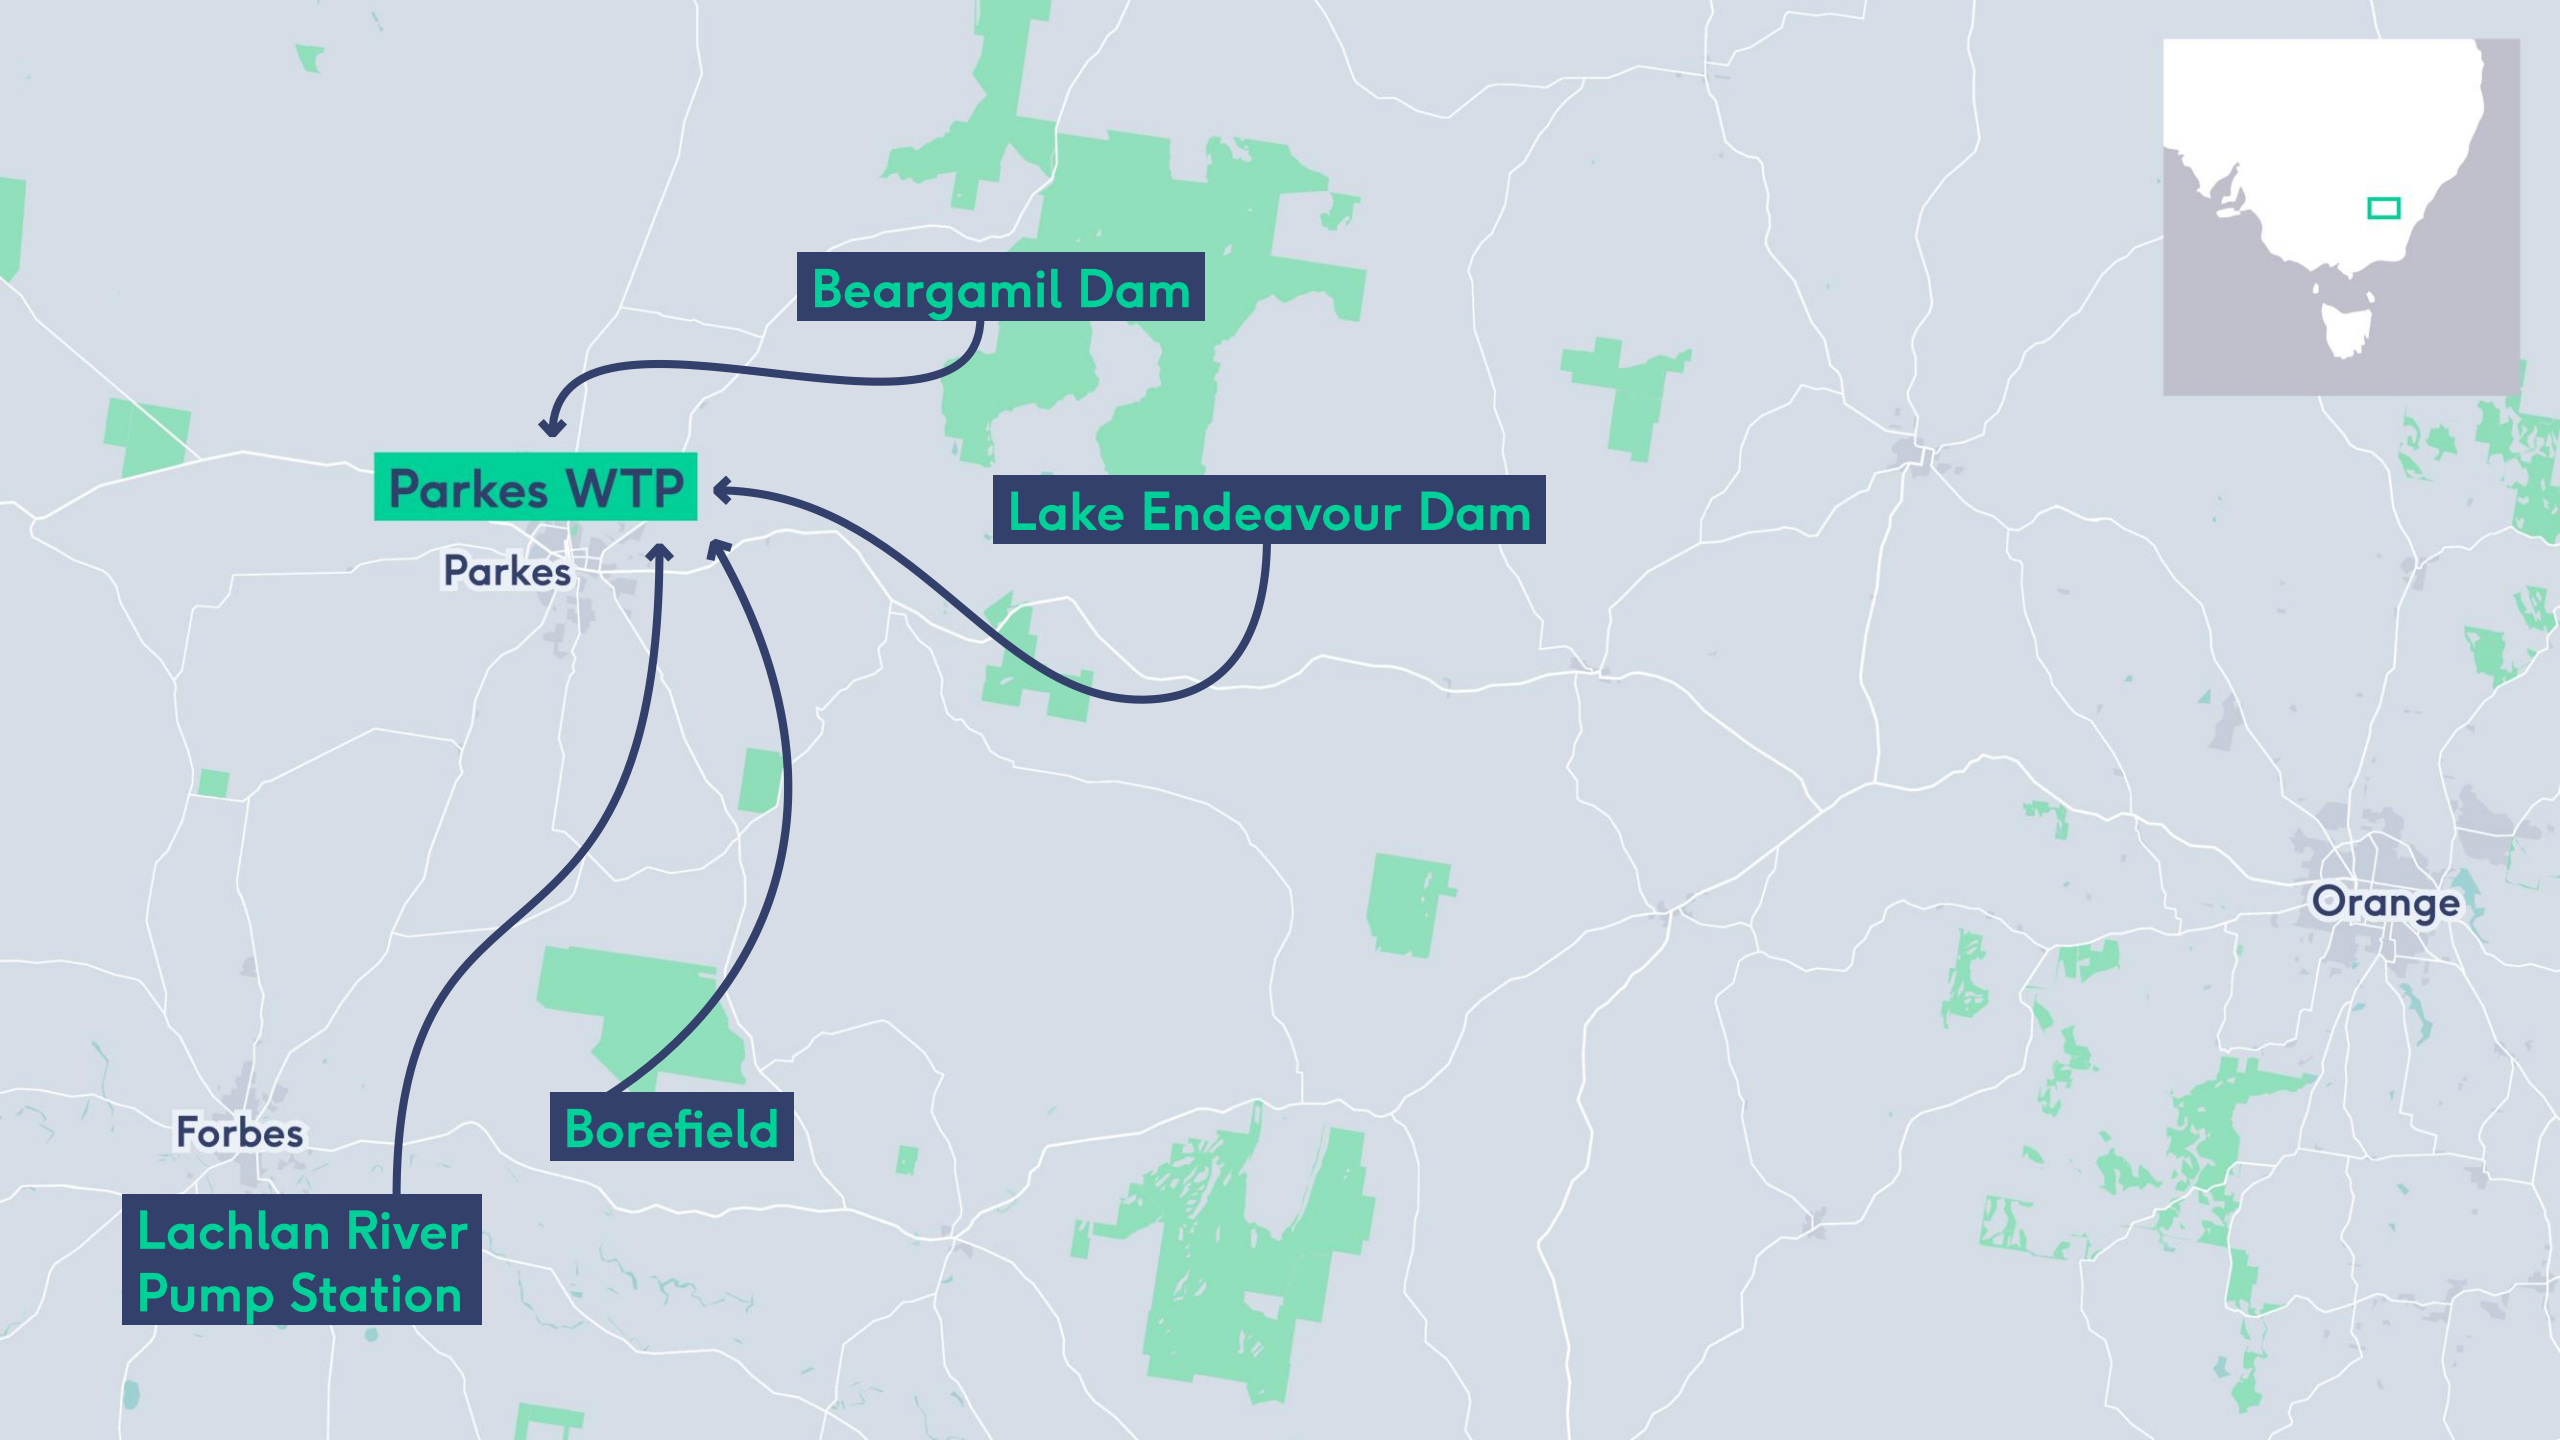 Beargamil Dam
Parkes WTP
Lake Endeavour Dam
Parkes
Orange
Borefield
Forbes
Lachlan River
Pump Station